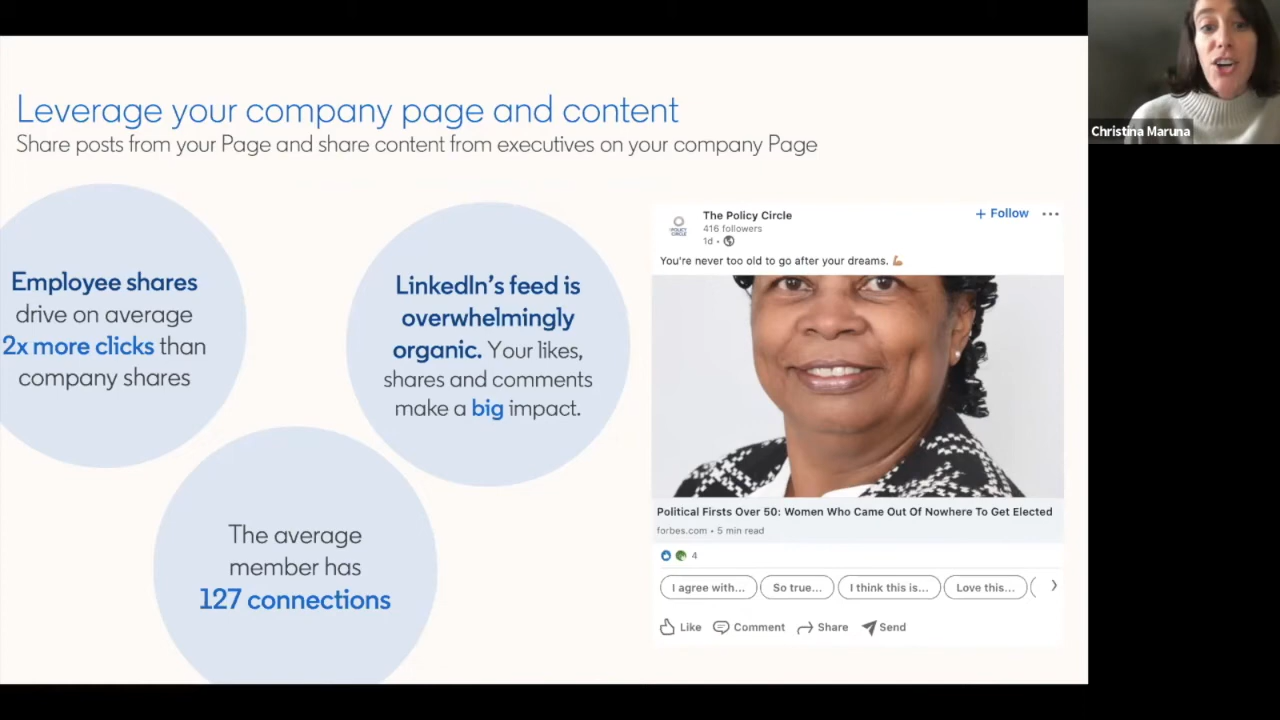 Leverage your company page and content
Share posts from your Page and share content from executives on your company Page
Christina Maruna
Employee shares
drive on average
2x more clicks than
company shares
LinkedIn's feed is
overwhelmingly
organic. Your likes,
shares and comments
make a big impact.
The average
member has
127 connections
POLICY
CIRCLE
The Policy Circle
416 followers
1d •
+ Follow •••
You're never too old to go after your dreams. 💪🏽
Political Firsts Over 50: Women Who Came Out Of Nowhere To Get Elected
forbes.com • 5 min read
4
I agree with... So true... I think this is... Love this...
Like Comment Share Send